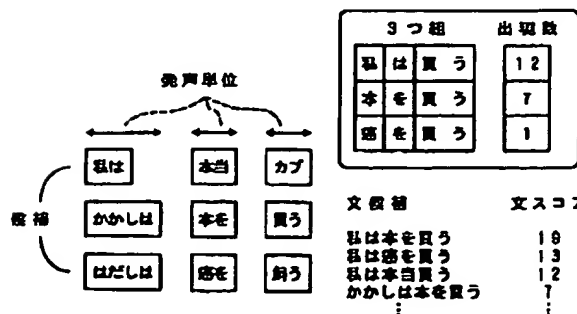 発声単位
私は 本当 カブ
候補
かかしは 本を 買う
はだしは 癌を 飼う
3つ組 出現数
私 は 買う 12
本 を 買う 7
癌 を 買う 1
文候補 文スコア
私は本を買う 19
私は癌を買う 13
私は本当買う 12
かかしは本を買う 7
⋮ ⋮